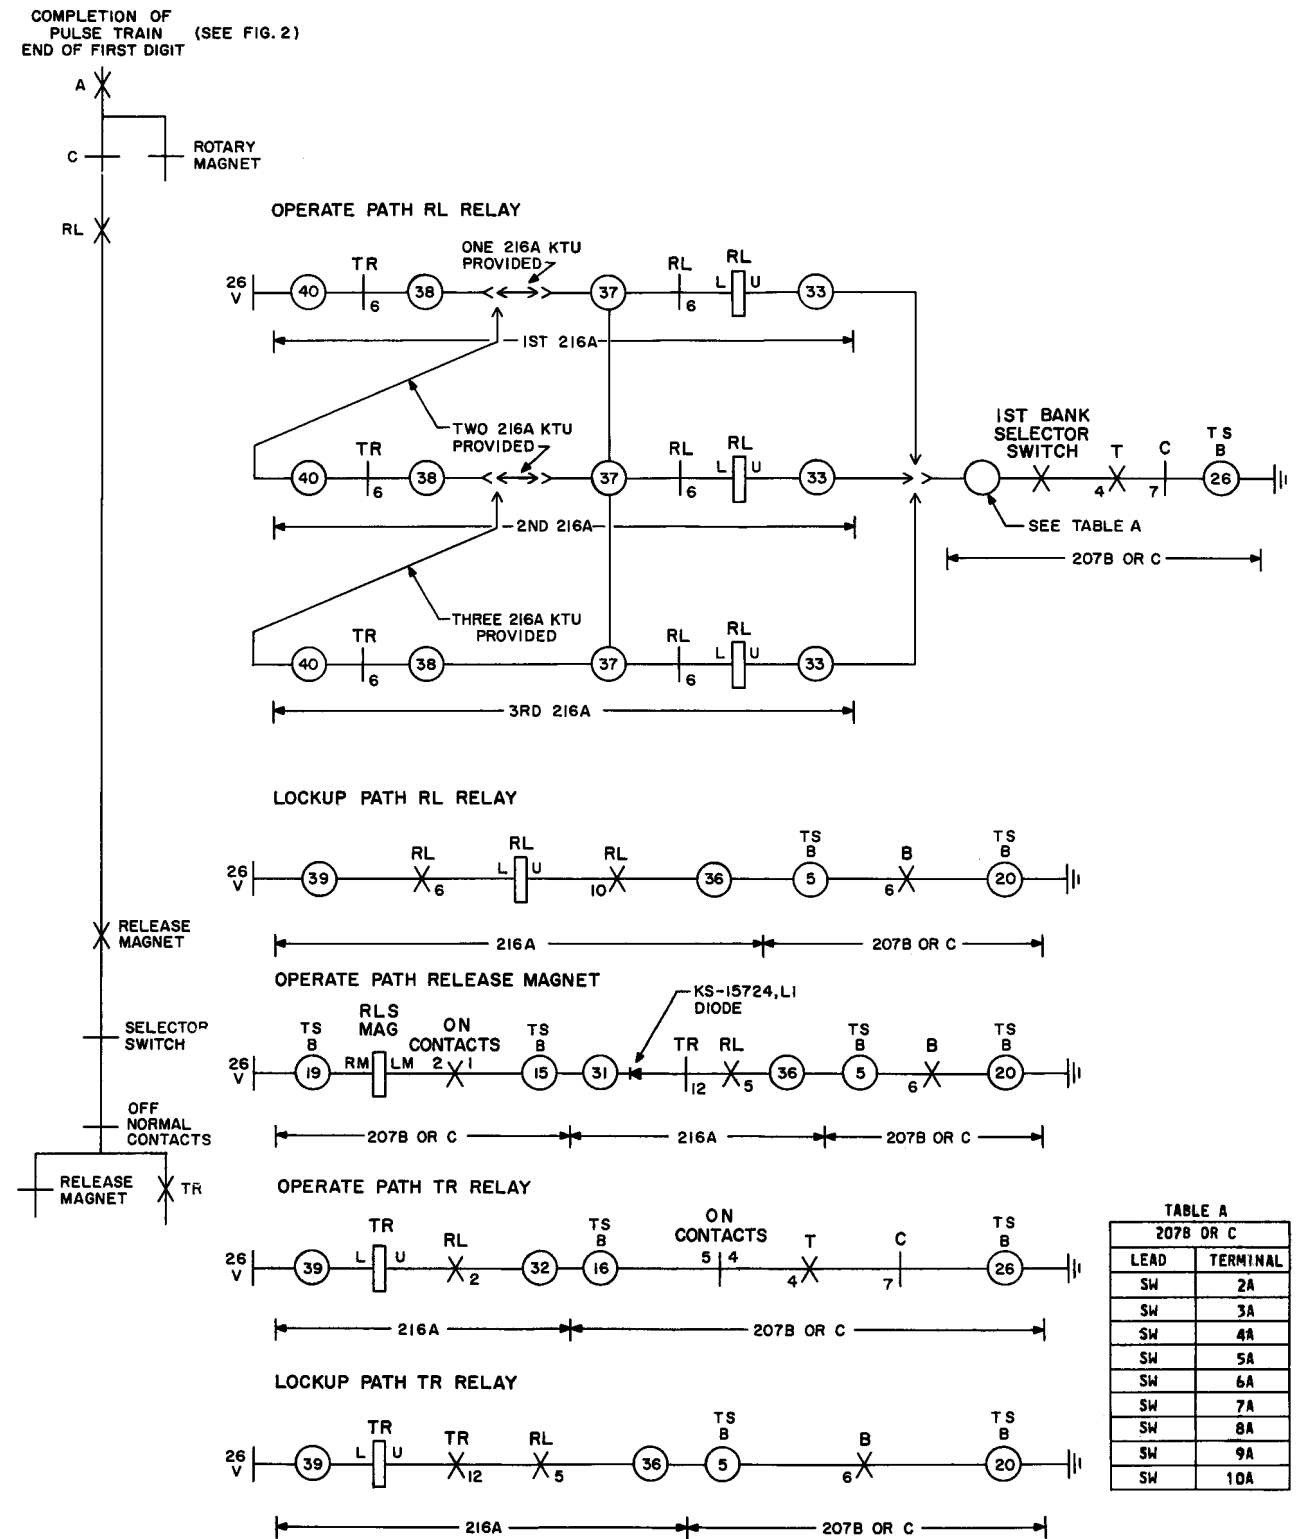 COMPLETION OF
PULSE TRAIN (SEE FIG. 2)
END OF FIRST DIGIT
A
C
ROTARY
MAGNET
RL
OPERATE PATH RL RELAY
ONE 216A KTU
PROVIDED
26
V
40
TR
6
38
37
RL
6
L
RL
U
33
1ST 216A
TWO 216A KTU
PROVIDED
40
TR
6
38
37
RL
6
L
RL
U
33
2ND 216A
1ST BANK
SELECTOR
SWITCH
T
4
C
7
TS
B
26
SEE TABLE A
207B OR C
THREE 216A KTU
PROVIDED
40
TR
6
38
37
RL
6
L
RL
U
33
3RD 216A
LOCKUP PATH RL RELAY
26
V
39
RL
6
L
RL
U
RL
10
36
TS
B
5
B
6
TS
B
20
216A
207B OR C
RELEASE
MAGNET
OPERATE PATH RELEASE MAGNET
KS-15724, L1
DIODE
SELECTOR
SWITCH
26
V
TS
B
19
RLS
MAG
RM
LM
ON
CONTACTS
2
1
TS
B
15
31
TR
12
RL
5
36
TS
B
5
B
6
TS
B
20
207B OR C
216A
207B OR C
OFF
NORMAL
CONTACTS
RELEASE
MAGNET
TR
OPERATE PATH TR RELAY
26
V
39
TR
L
U
RL
2
32
TS
B
16
ON
CONTACTS
5
4
T
4
C
7
TS
B
26
216A
207B OR C
LOCKUP PATH TR RELAY
26
V
39
TR
L
U
TR
12
RL
5
36
TS
B
5
B
6
TS
B
20
216A
207B OR C
TABLE A
207B OR C
LEAD TERMINAL
SW 2A
SW 3A
SW 4A
SW 5A
SW 6A
SW 7A
SW 8A
SW 9A
SW 10A